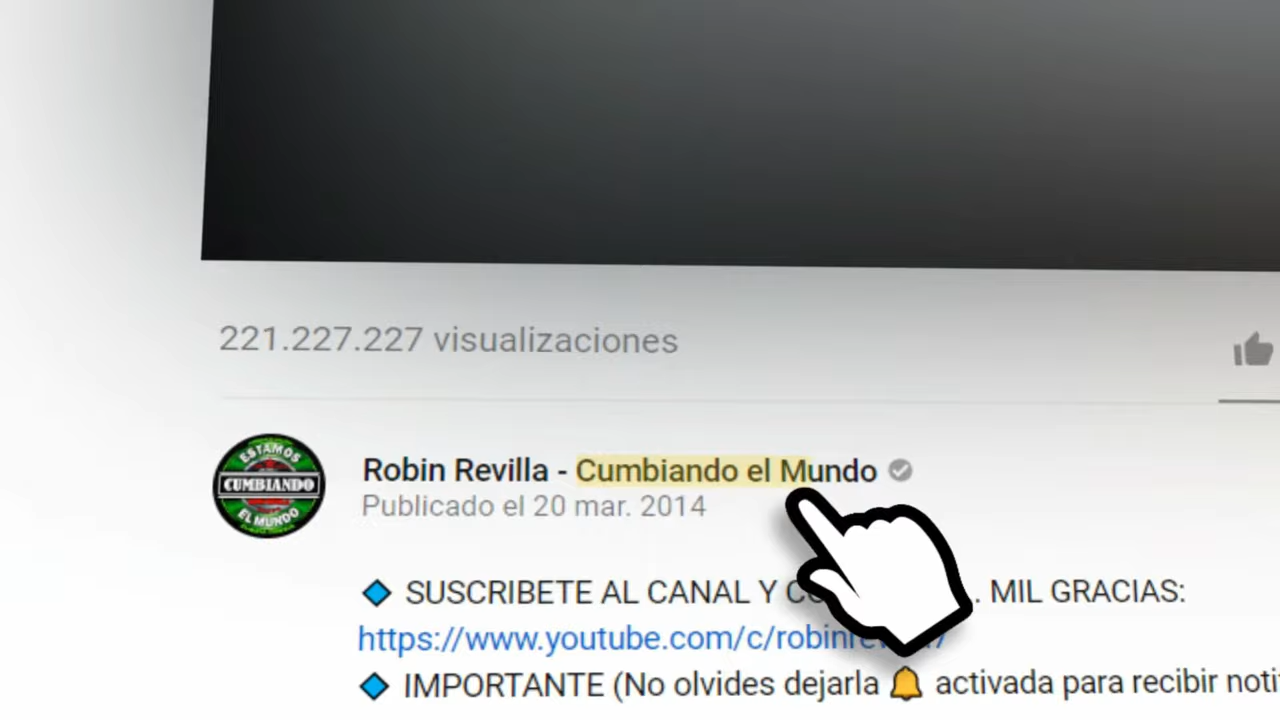 221.227.227 visualizaciones
ESTAMOS
CUMBIANDO
EL MUNDO
Robin Revilla - Cumbiando el Mundo
Publicado el 20 mar. 2014
SUSCRIBETE AL CANAL Y MIL GRACIAS:
https://www.youtube.com/c/robinre
IMPORTANTE (No olvides dejarla 🔔 activada para recibir noti